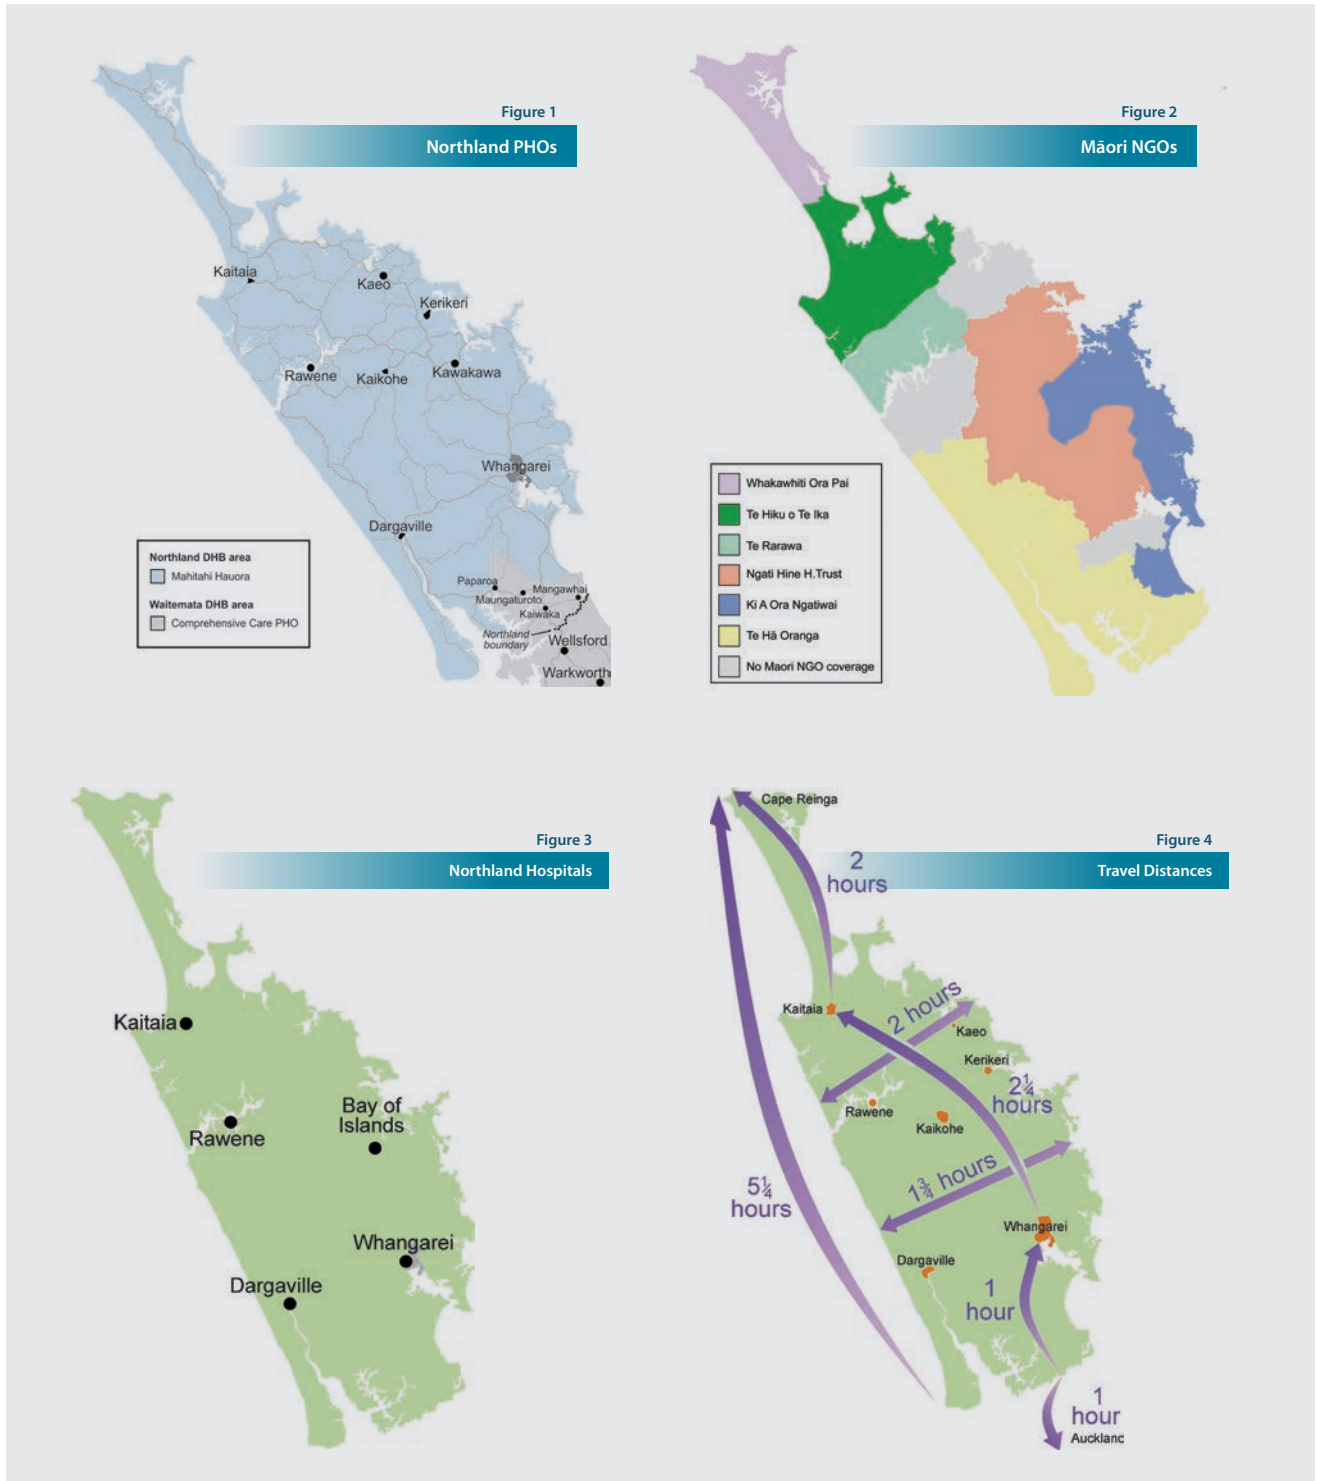 Figure 1
Northland PHOs
Kaitaia
Kaeo
Kerikeri
Rawene
Kaikohe
Kawakawa
Whangarei
Dargaville
Paparoa
Maungaturoto
Mangawhai
Kaiwaka
Northland
boundary
Wellsford
Warkworth
Northland DHB area
Mahitahi Hauora
Waitemata DHB area
Comprehensive Care PHO
Figure 2
Māori NGOs
Whakawhiti Ora Pai
Te Hiku o Te Ika
Te Rarawa
Ngati Hine H.Trust
Ki A Ora Ngatiwai
Te Hā Oranga
No Maori NGO coverage
Figure 3
Northland Hospitals
Kaitaia
Rawene
Bay of
Islands
Whangarei
Dargaville
Figure 4
Travel Distances
Cape Reinga
2
hours
Kaitaia
2 hours
Kaeo
Kerikeri
2¼
hours
Rawene
Kaikohe
1¾ hours
5¼
hours
Whangarei
Dargaville
1
hour
1
hour
Aucklanc